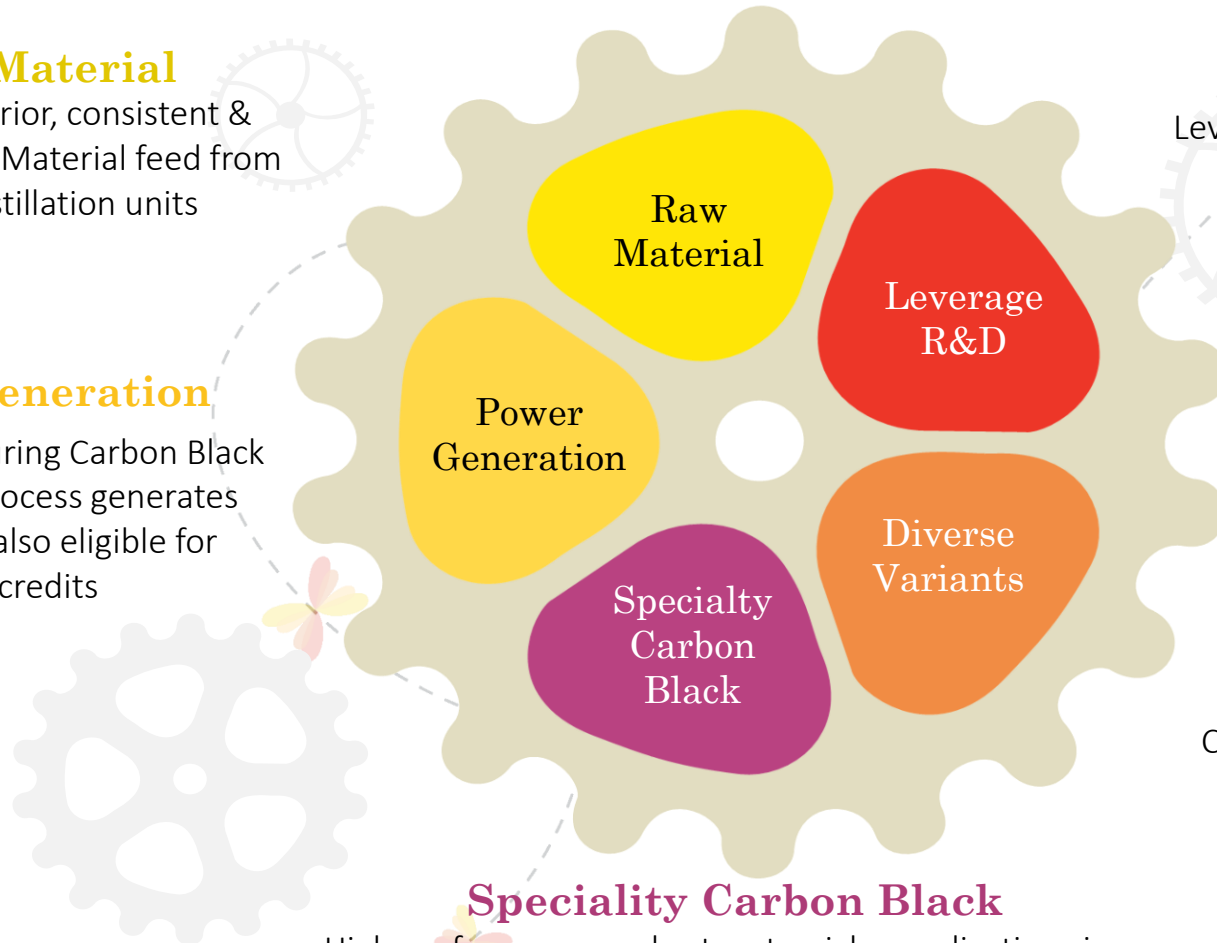 Material
rior, consistent &
Material feed from
stillation units
eneration
ring Carbon Black
ocess generates
also eligible for
credits
Raw
Material
Leverage
R&D
Power
Generation
Diverse
Variants
Specialty
Carbon
Black
Lev
C
Speciality Carbon Black